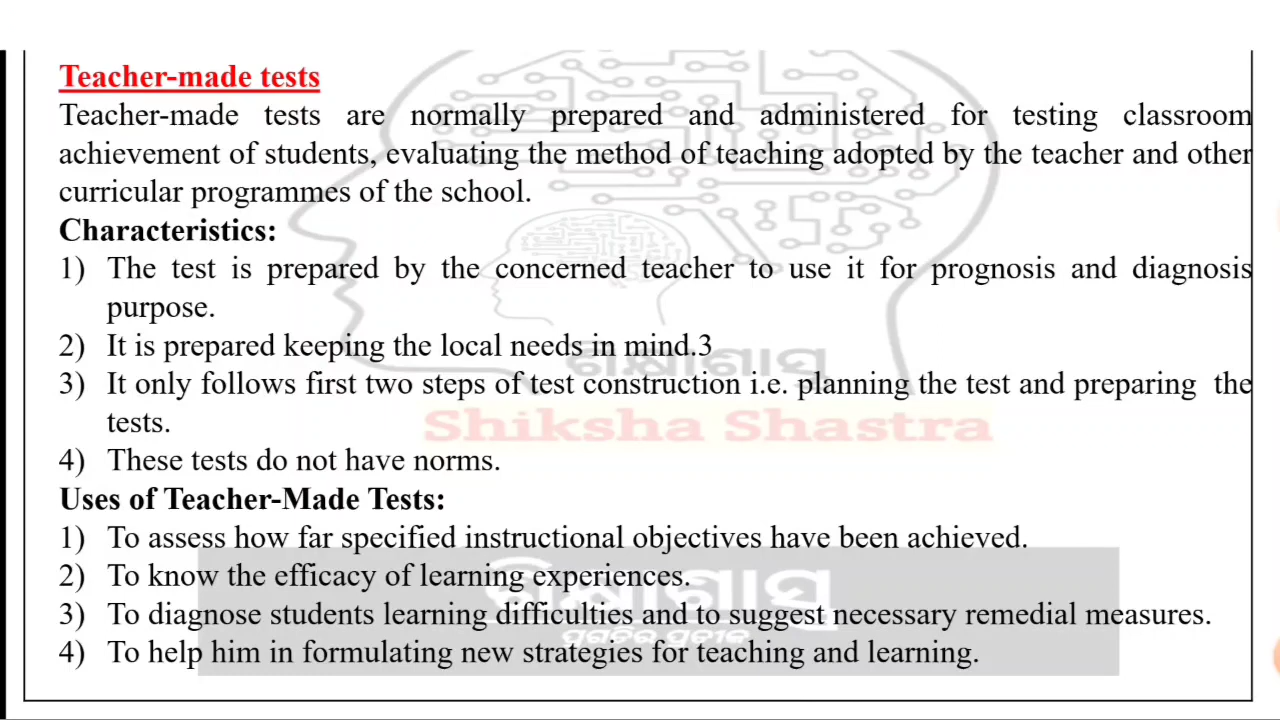 Teacher-made tests
Teacher-made tests are normally prepared and administered for testing classroom
achievement of students, evaluating the method of teaching adopted by the teacher and other
curricular programmes of the school.
Characteristics:
1) The test is prepared by the concerned teacher to use it for prognosis and diagnosis
purpose.
2) It is prepared keeping the local needs in mind.3
ଶିକ୍ଷାଶାସ୍ତ୍ର
3) It only follows first two steps of test construction i.e. planning the test and preparing the
tests.
Shiksha Shastra
4) These tests do not have norms.
Uses of Teacher-Made Tests:
1) To assess how far specified instructional objectives have been achieved.
2) To know the efficacy of learning experiences.
ଶିକ୍ଷାଶାସ୍ତ୍ର
3) To diagnose students learning difficulties and to suggest necessary remedial measures.
4) To help him in formulating new strategies for teaching and learning.